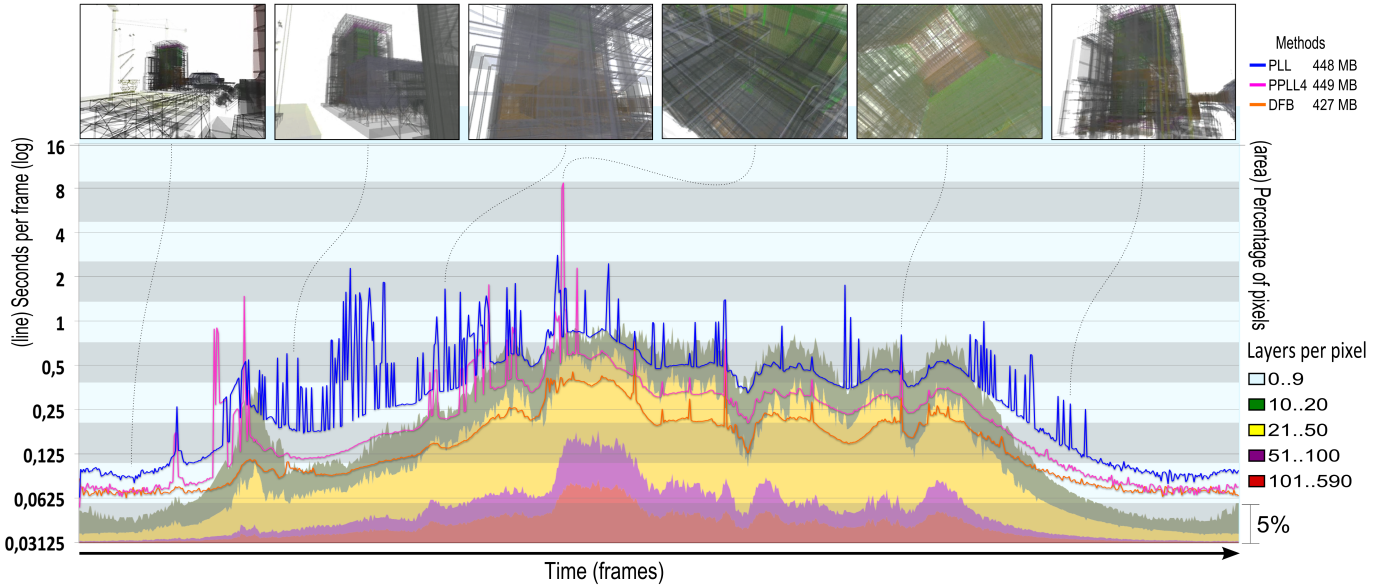 Methods
PLL 448 MB
PPLL4 449 MB
DFB 427 MB
(line) Seconds per frame (log)
16
8
4
2
1
0,5
0,25
0,125
0,0625
0,03125
(area) Percentage of pixels
Layers per pixel
0..9
10..20
21..50
51..100
101..590
5%
Time (frames)